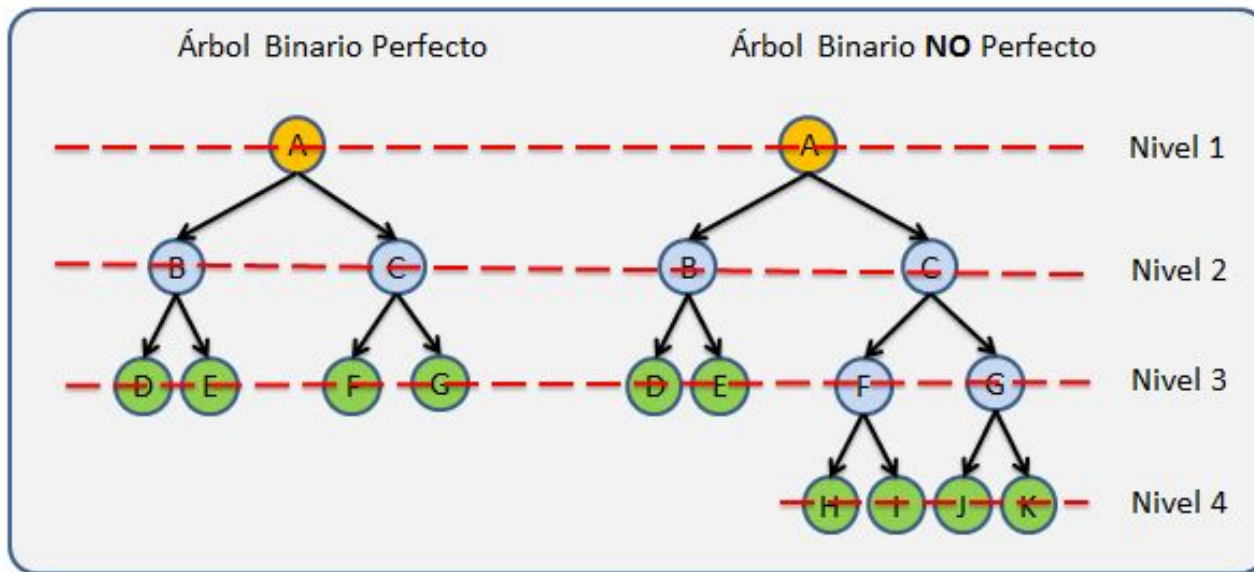 Árbol Binario Perfecto
Árbol Binario NO Perfecto
A
A
Nivel 1
B
C
B
C
Nivel 2
D
E
F
G
D
E
F
G
Nivel 3
H
I
J
K
Nivel 4